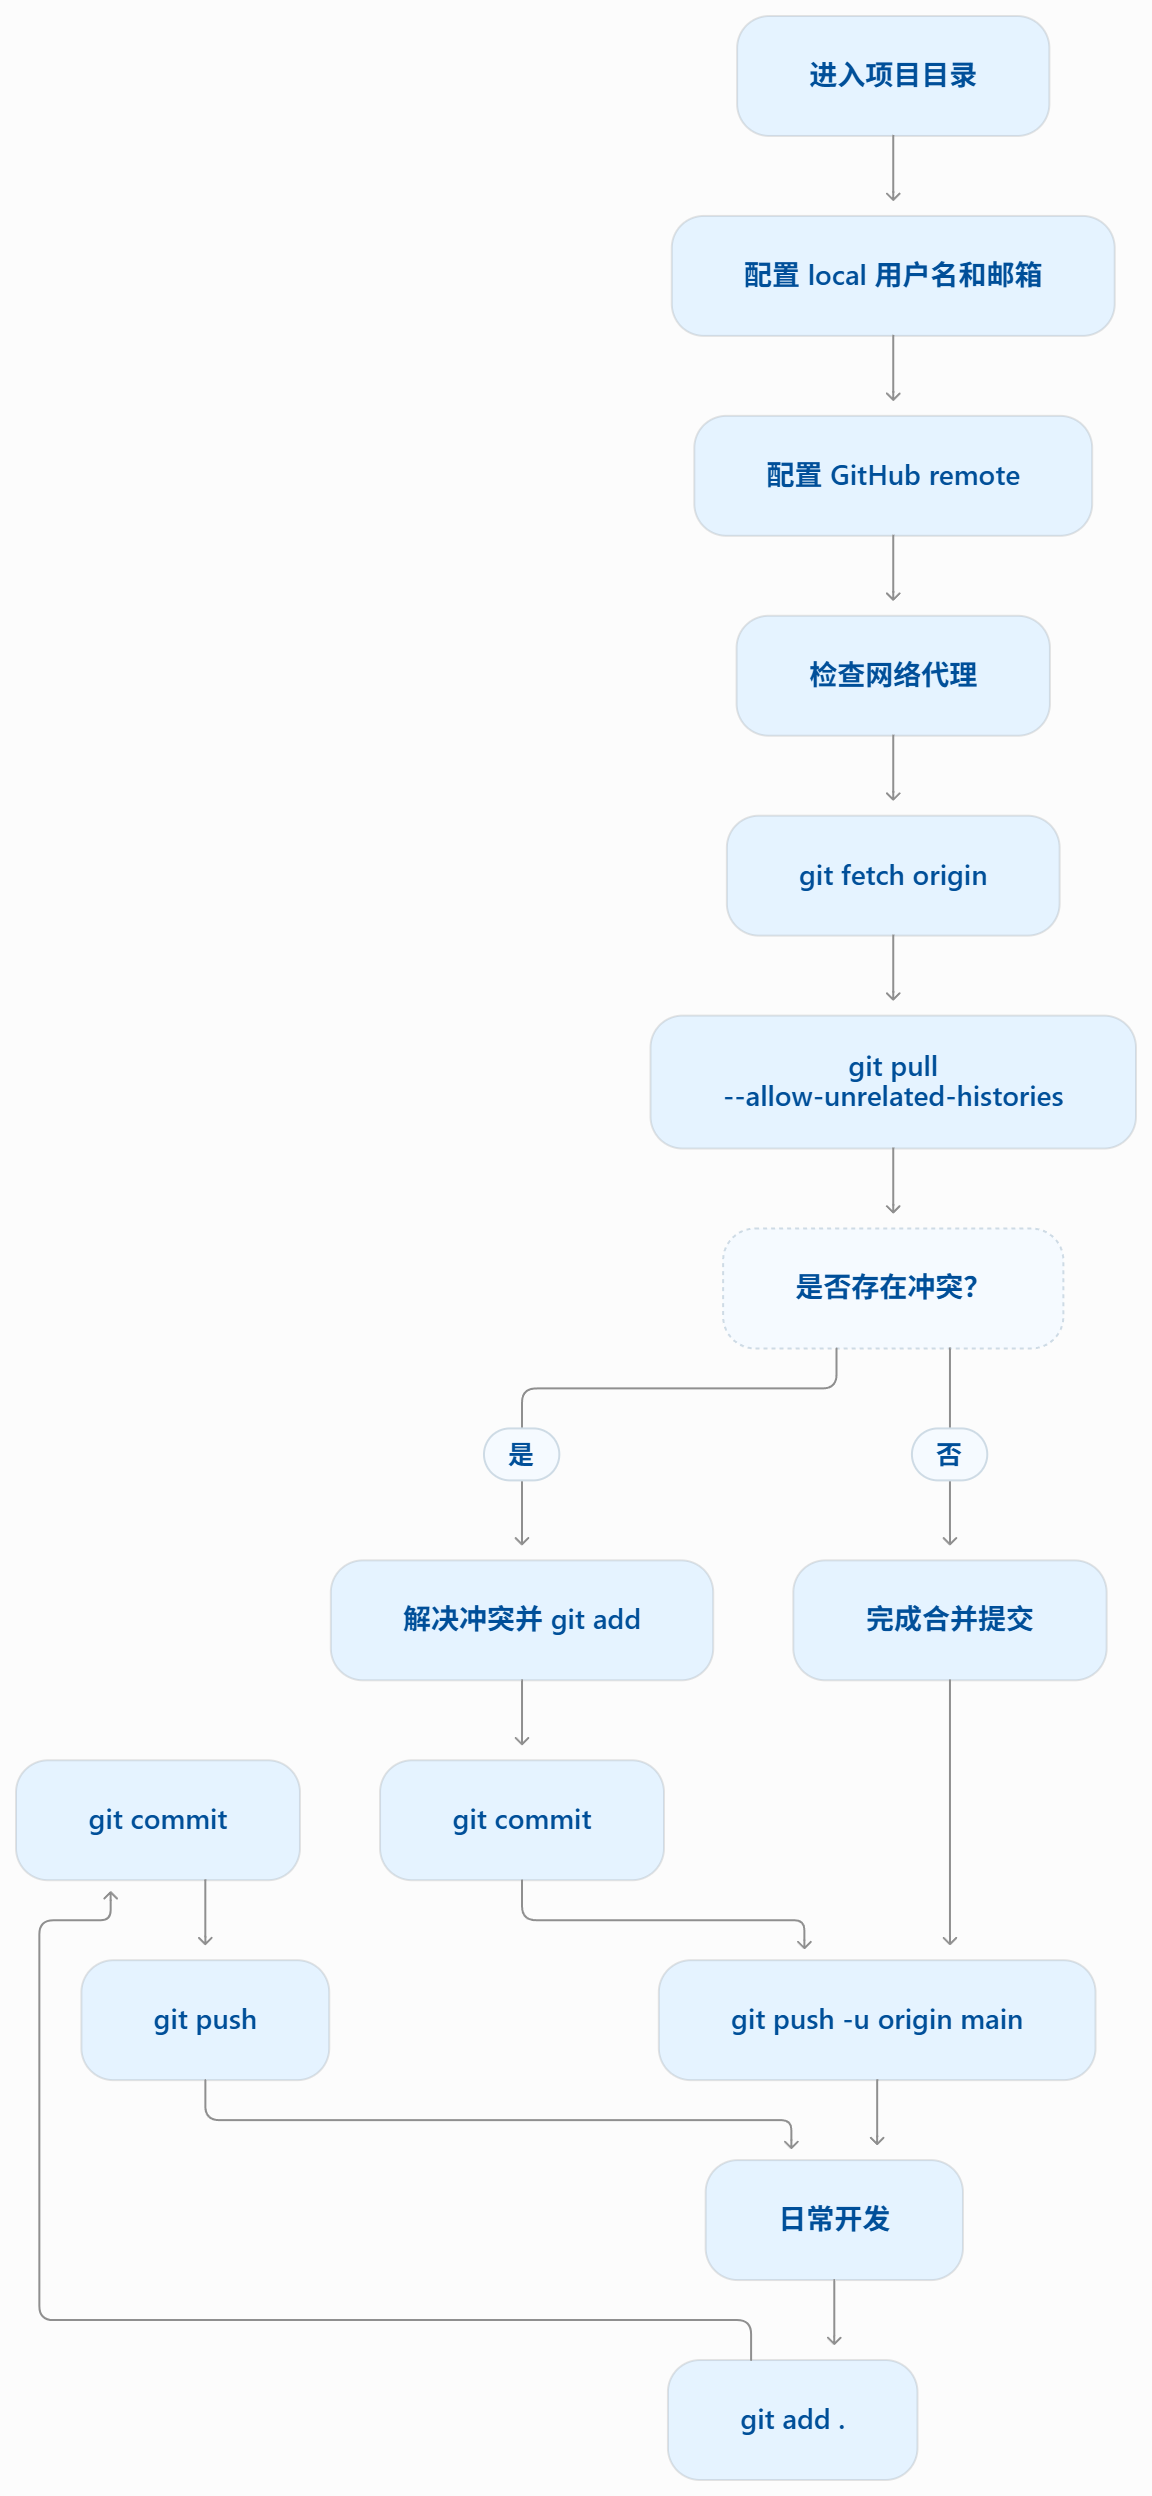 进入项目目录
配置 local 用户名和邮箱
配置 GitHub remote
检查网络代理
git fetch origin
git pull
--allow-unrelated-histories
是否存在冲突?
是
否
解决冲突并 git add
完成合并提交
git commit
git commit
git push
git push -u origin main
日常开发
git add .